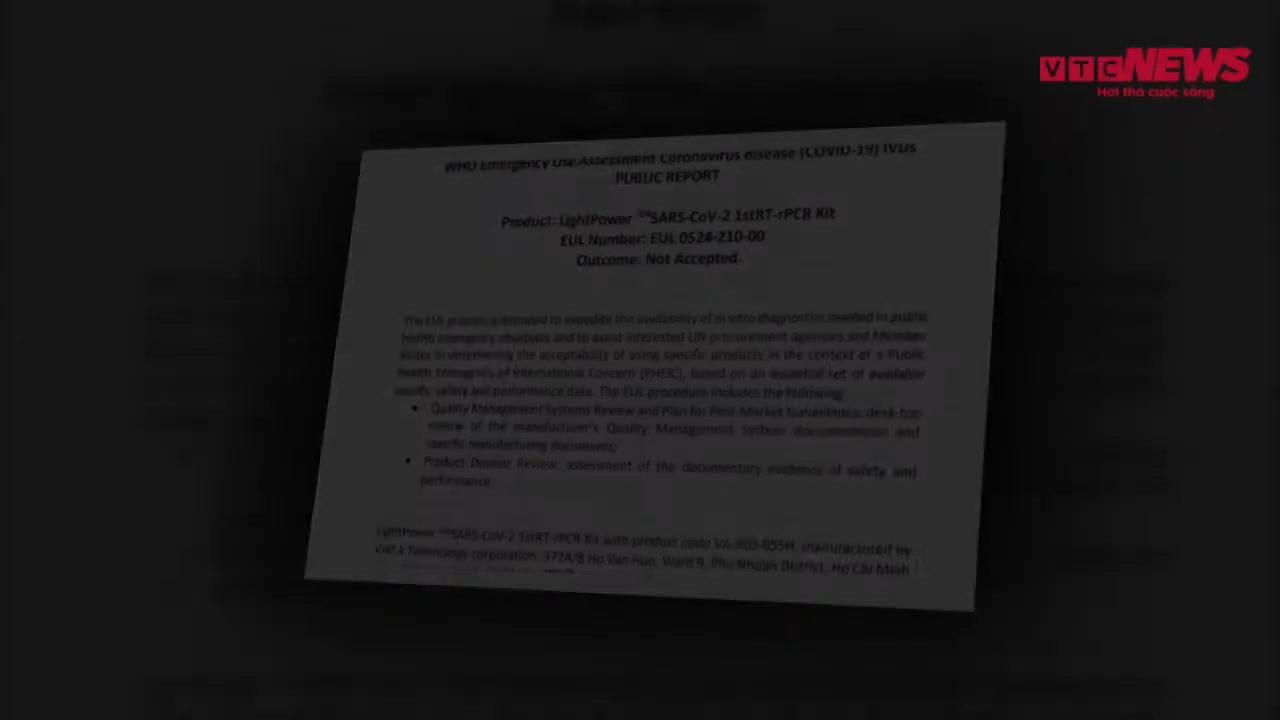 VTC NEWS
Hơi thở cuộc sống
WHO Emergency Use Assessment Coronavirus disease (COVID-19) IVDs
PUBLIC REPORT
Product: LightPower iVASARS-CoV-2 1stRT-rPCR Kit
EUL Number: EUL 0524-210-00
Outcome: Not Accepted.
The EUL process is intended to expedite the availability of in vitro diagnostics needed in public
health emergency situations and to assist interested UN procurement agencies and Member
States in determining the acceptability of using specific products in the context of a Public
Health Emergency of International Concern (PHEIC), based on an essential set of available
quality, safety and performance data. The EUL procedure includes the following:
• Quality Management Systems Review and Plan for Post-Market Surveillance: desk-top
review of the manufacturer's Quality Management System documentation and
specific manufacturing documents;
• Product Dossier Review: assessment of the documentary evidence of safety and
performance.
LightPower iVASARS-CoV-2 1stRT-rPCR Kit with product code VA.A02-055H, manufactured by
Viet A Technology corporation. 372A/8 Ho Van Hue, Ward 9, Phu Nhuan District, Ho Chi Minh